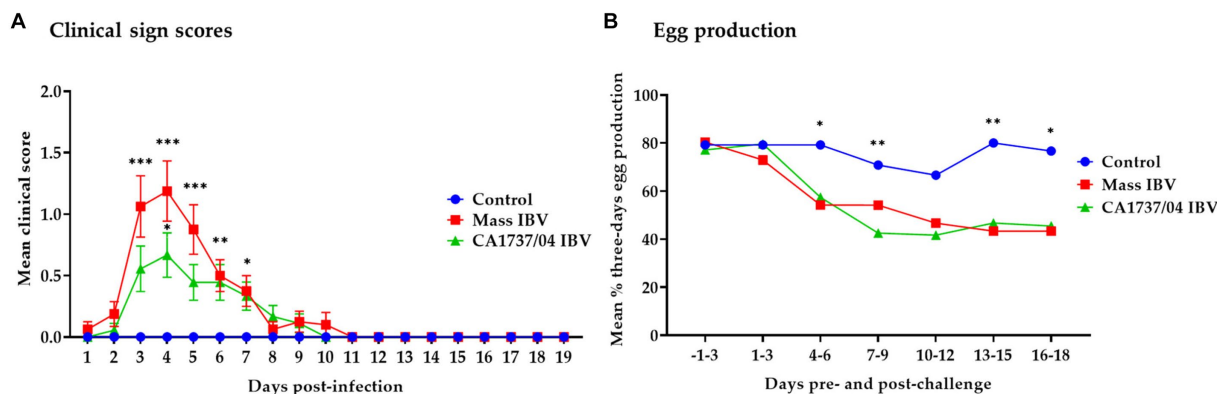 A Clinical sign scores
Mean clinical score
2.0
1.5
1.0
0.5
0.0
***
***
***
*
**
*
1 2 3 4 5 6 7 8 9 10 11 12 13 14 15 16 17 18 19
Days post-infection
Control
Mass IBV
CA1737/04 IBV
B Egg production
Mean % three-days egg production
100
80
60
40
20
0
*
**
**
*
-1-3 1-3 4-6 7-9 10-12 13-15 16-18
Days pre- and post-challenge
Control
Mass IBV
CA1737/04 IBV